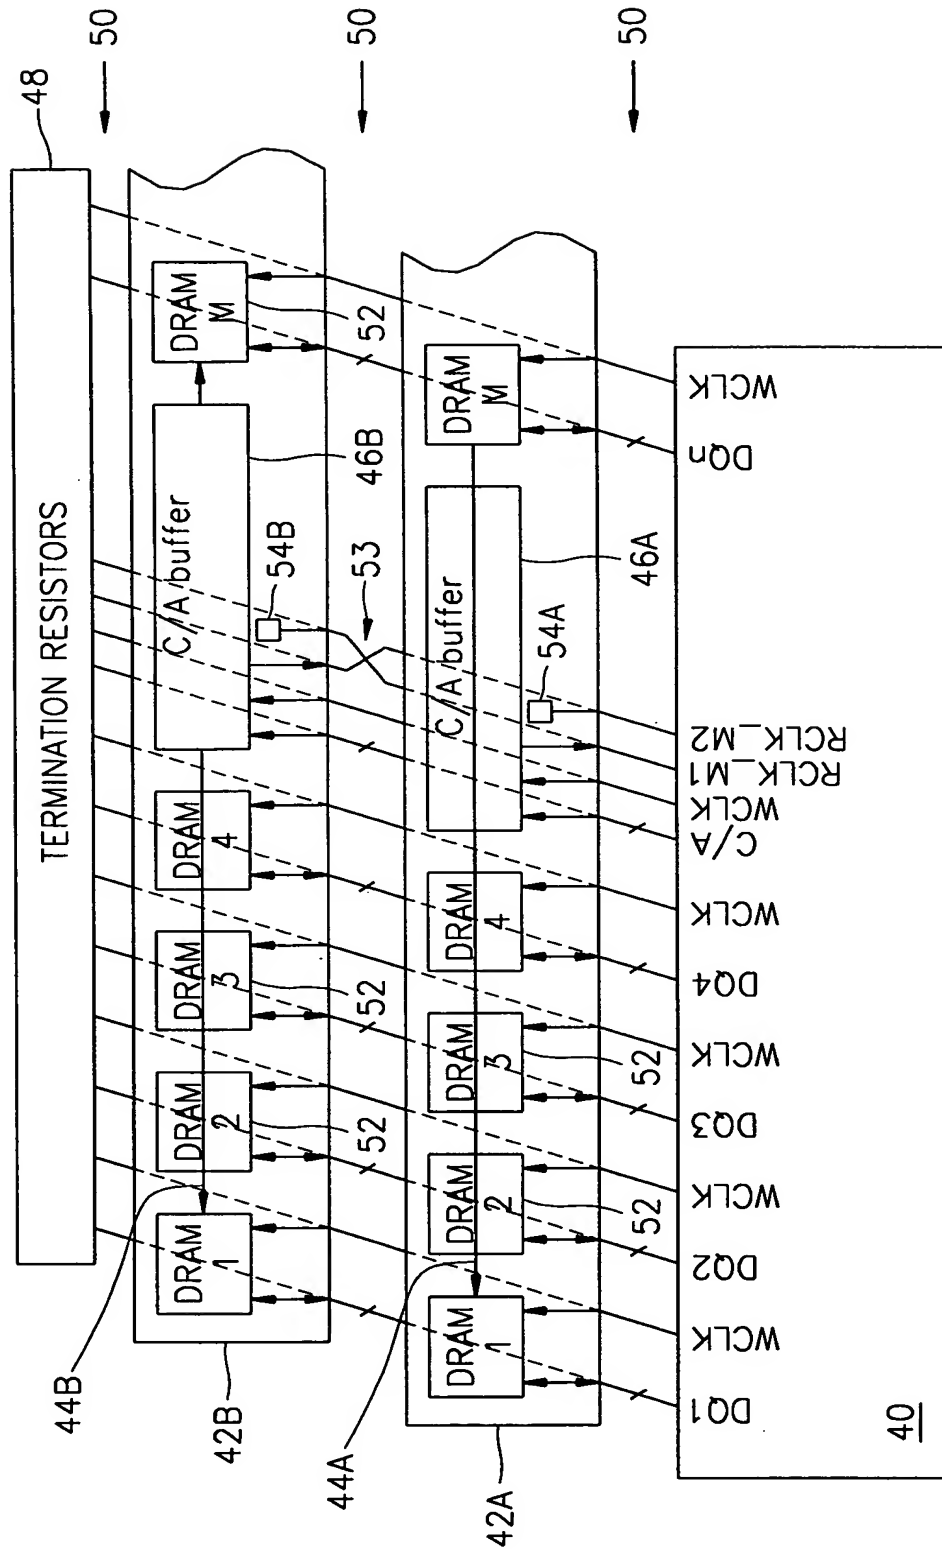 TERMINATION RESISTORS
48
50
50
50
DRAM
1
DRAM
2
DRAM
3
DRAM
4
C/A buffer
DRAM
M
44B
52
52
54B
46B
52
42B
53
DRAM
1
DRAM
2
DRAM
3
DRAM
4
C/A buffer
DRAM
M
44A
52
52
54A
46A
42A
DQ1
WCLK
DQ2
WCLK
DQ3
WCLK
DQ4
WCLK
C/A
WCLK
RCLK_M1
RCLK_M2
DQn
WCLK
40